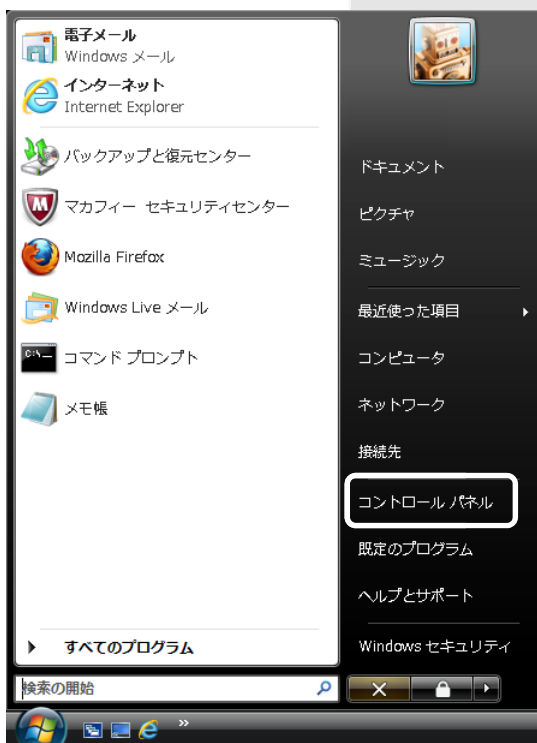 電子メール
Windows メール
インターネット
Internet Explorer
バックアップと復元センター
マカフィー セキュリティセンター
Mozilla Firefox
Windows Live メール
C:\
コマンド プロンプト
メモ帳
すべてのプログラム
検索の開始
ドキュメント
ピクチャ
ミュージック
最近使った項目
コンピュータ
ネットワーク
接続先
コントロール パネル
既定のプログラム
ヘルプとサポート
Windows セキュリティ